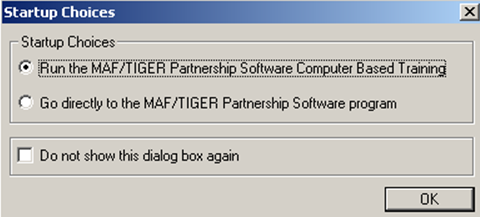 Startup Choices
Startup Choices
Run the MAF/TIGER Partnership Software Computer Based Training
Go directly to the MAF/TIGER Partnership Software program
Do not show this dialog box again
OK